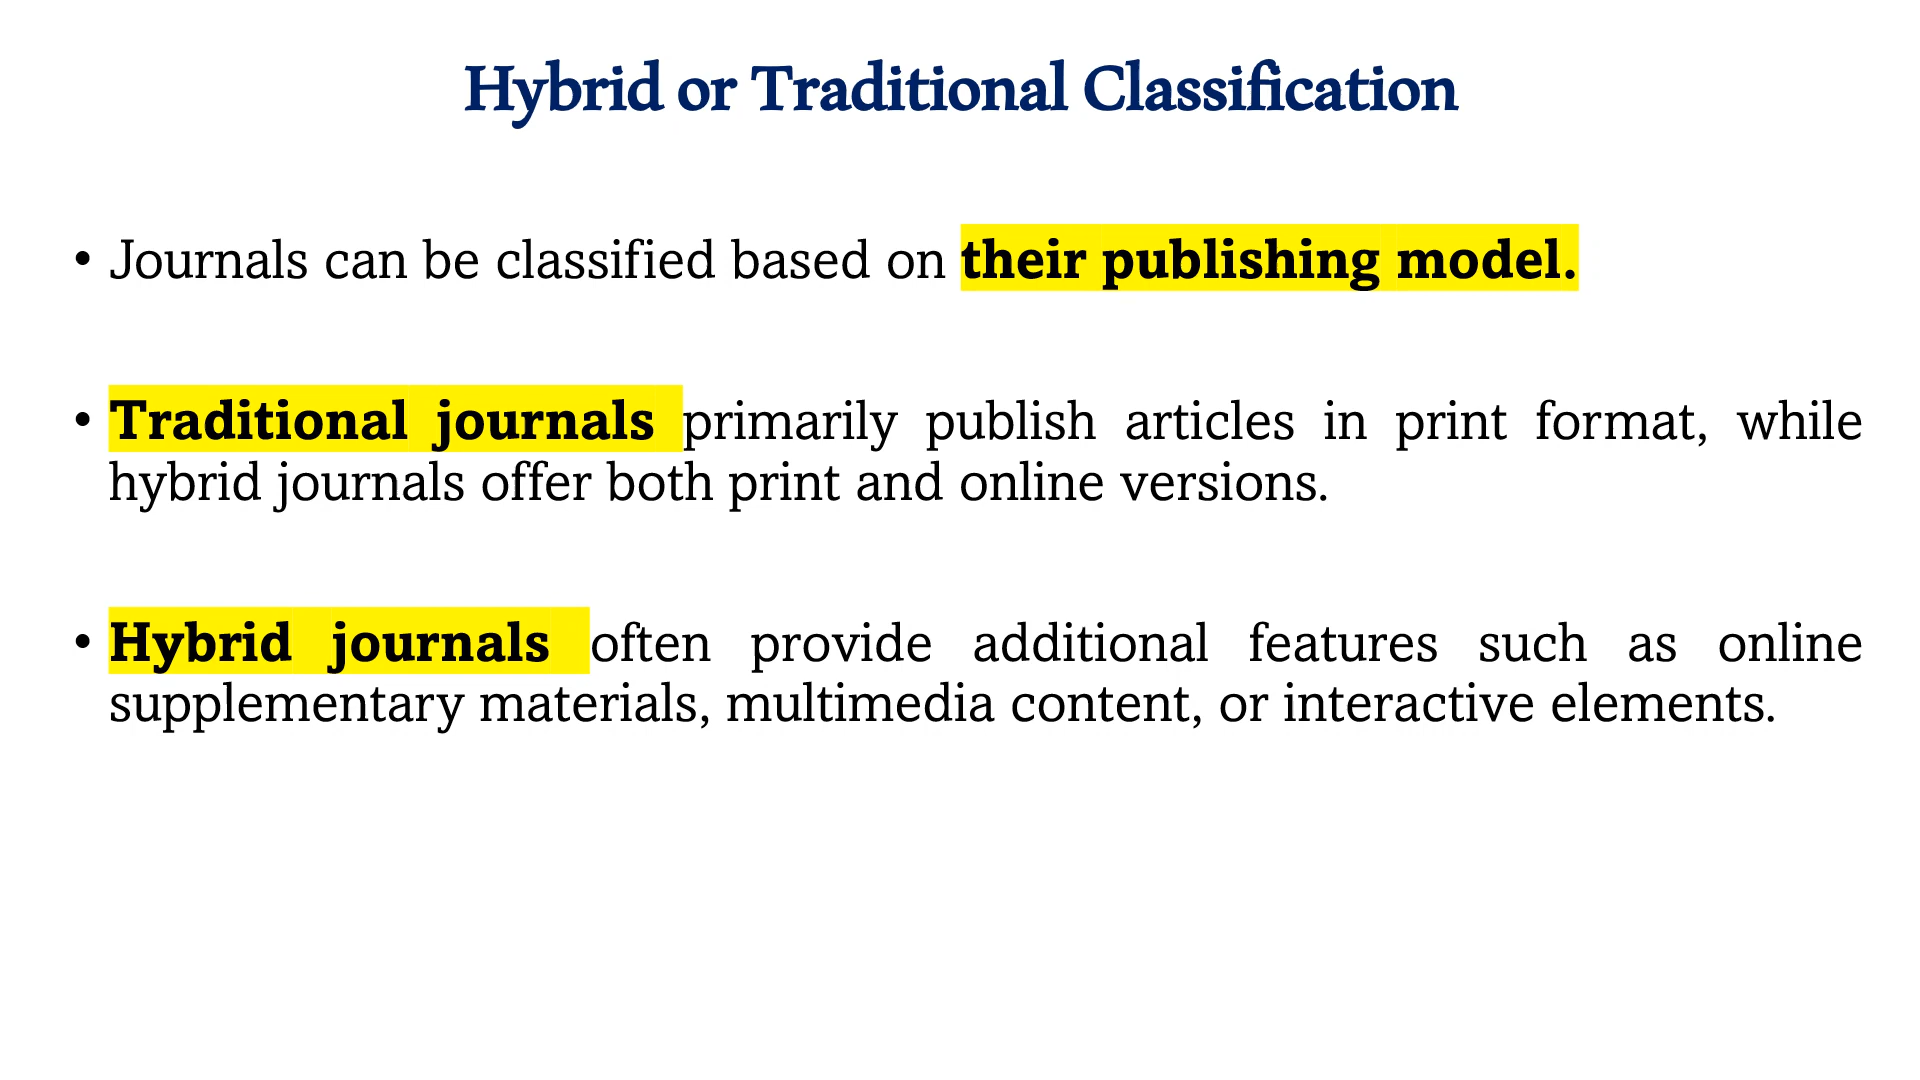 Hybrid or Traditional Classification
• Journals can be classified based on their publishing model.
• Traditional journals primarily publish articles in print format, while
hybrid journals offer both print and online versions.
• Hybrid journals often provide additional features such as online
supplementary materials, multimedia content, or interactive elements.